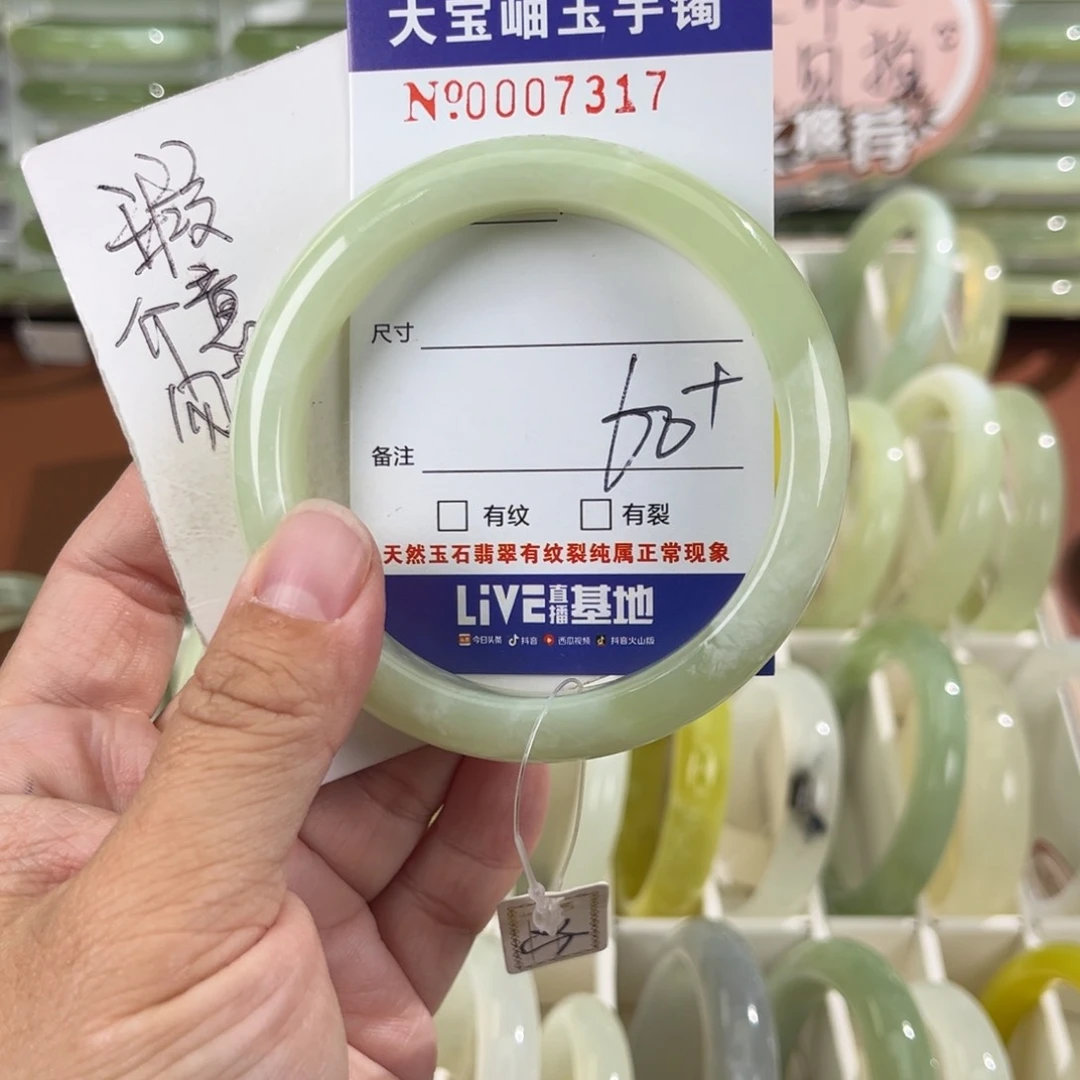 大宝岫玉手镯
№0007317
瑕
介意
闪
尺寸
60+
备注
有纹 有裂
天然玉石翡翠有纹裂纯属正常现象
LiVE直播基地
今日头条 抖音 西瓜视频 抖音火山版
推荐